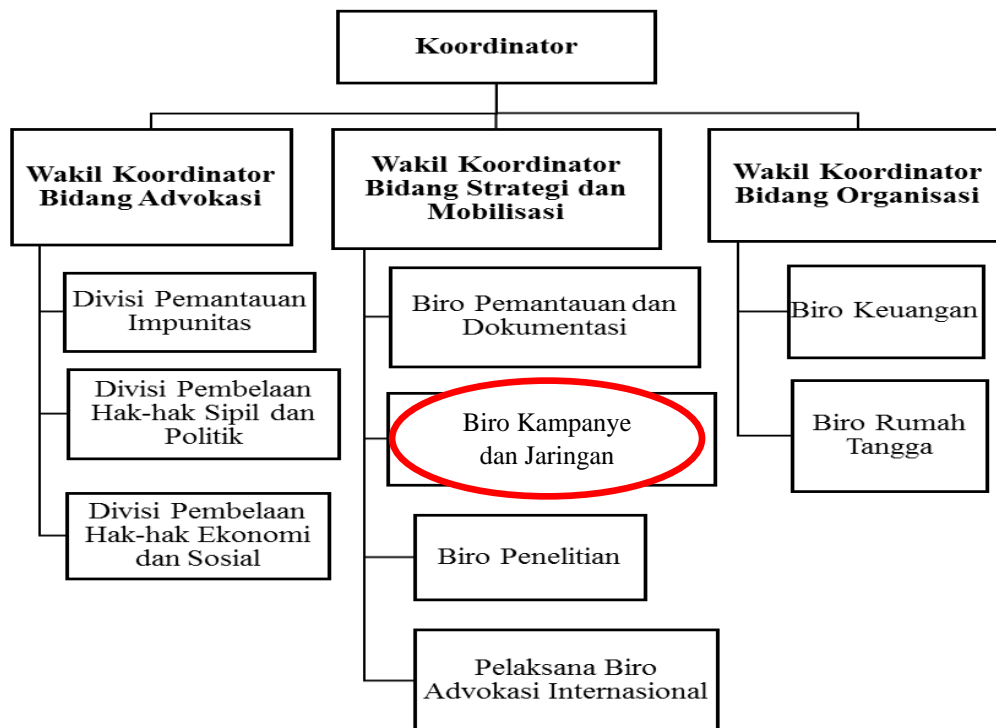 Koordinator
Wakil Koordinator
Bidang Advokasi
Wakil Koordinator
Bidang Strategi dan
Mobilisasi
Wakil Koordinator
Bidang Organisasi
Divisi Pemantauan
Impunitas
Divisi Pembelaan
Hak-hak Sipil dan
Politik
Divisi Pembelaan
Hak-hak Ekonomi
dan Sosial
Biro Pemantauan dan
Dokumentasi
Biro Kampanye
dan Jaringan
Biro Penelitian
Pelaksana Biro
Advokasi Internasional
Biro Keuangan
Biro Rumah
Tangga